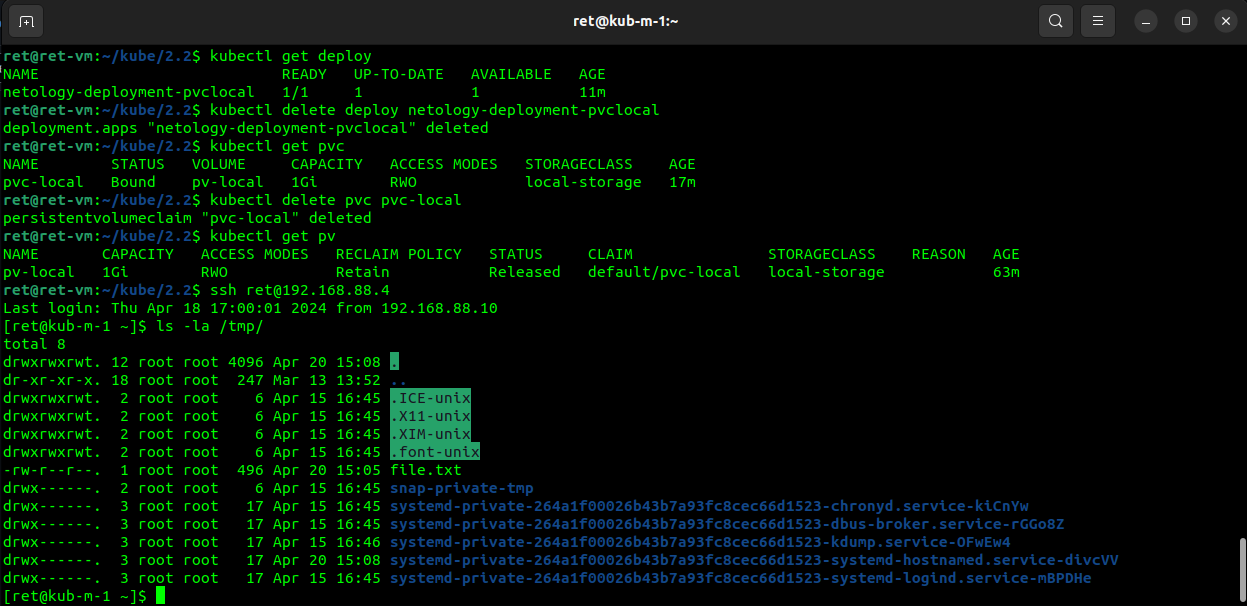 ret@kub-m-1:~
ret@ret-vm:~/kube/2.2$ kubectl get deploy
NAME                           READY   UP-TO-DATE   AVAILABLE   AGE
netology-deployment-pvclocal   1/1     1            1           11m
ret@ret-vm:~/kube/2.2$ kubectl delete deploy netology-deployment-pvclocal
deployment.apps "netology-deployment-pvclocal" deleted
ret@ret-vm:~/kube/2.2$ kubectl get pvc
NAME        STATUS   VOLUME     CAPACITY   ACCESS MODES   STORAGECLASS    AGE
pvc-local   Bound    pv-local   1Gi        RWO            local-storage   17m
ret@ret-vm:~/kube/2.2$ kubectl delete pvc pvc-local
persistentvolumeclaim "pvc-local" deleted
ret@ret-vm:~/kube/2.2$ kubectl get pv
NAME       CAPACITY   ACCESS MODES   RECLAIM POLICY   STATUS     CLAIM               STORAGECLASS    REASON   AGE
pv-local   1Gi        RWO            Retain           Released   default/pvc-local   local-storage            63m
ret@ret-vm:~/kube/2.2$ ssh ret@192.168.88.4
Last login: Thu Apr 18 17:00:01 2024 from 192.168.88.10
[ret@kub-m-1 ~]$ ls -la /tmp/
total 8
drwxrwxrwt. 12 root root 4096 Apr 20 15:08 .
dr-xr-xr-x. 18 root root  247 Mar 13 13:52 ..
drwxrwxrwt.  2 root root    6 Apr 15 16:45 .ICE-unix
drwxrwxrwt.  2 root root    6 Apr 15 16:45 .X11-unix
drwxrwxrwt.  2 root root    6 Apr 15 16:45 .XIM-unix
drwxrwxrwt.  2 root root    6 Apr 15 16:45 .font-unix
-rw-r--r--.  1 root root  496 Apr 20 15:05 file.txt
drwx------.  2 root root    6 Apr 15 16:45 snap-private-tmp
drwx------.  3 root root   17 Apr 15 16:45 systemd-private-264a1f00026b43b7a93fc8cec66d1523-chronyd.service-kiCnYw
drwx------.  3 root root   17 Apr 15 16:45 systemd-private-264a1f00026b43b7a93fc8cec66d1523-dbus-broker.service-rGGo8Z
drwx------.  3 root root   17 Apr 15 16:46 systemd-private-264a1f00026b43b7a93fc8cec66d1523-kdump.service-OFwEw4
drwx------.  3 root root   17 Apr 20 15:08 systemd-private-264a1f00026b43b7a93fc8cec66d1523-systemd-hostnamed.service-divcVV
drwx------.  3 root root   17 Apr 15 16:45 systemd-private-264a1f00026b43b7a93fc8cec66d1523-systemd-logind.service-mBPDHe
[ret@kub-m-1 ~]$